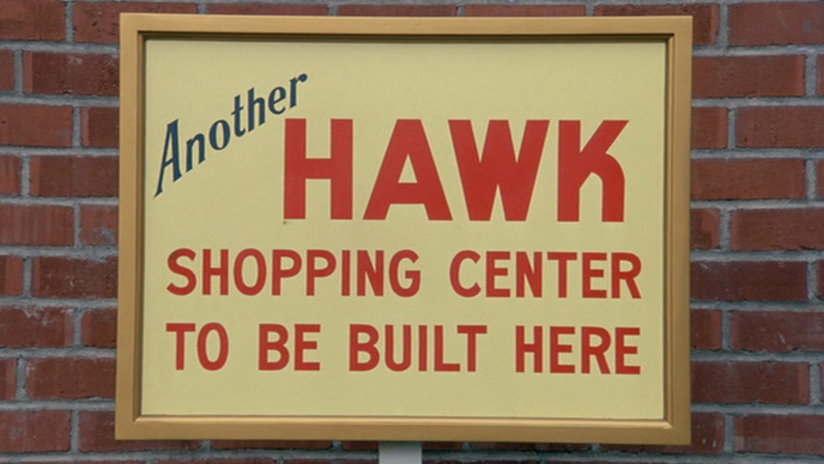 Another
HAWK
SHOPPING CENTER
TO BE BUILT HERE